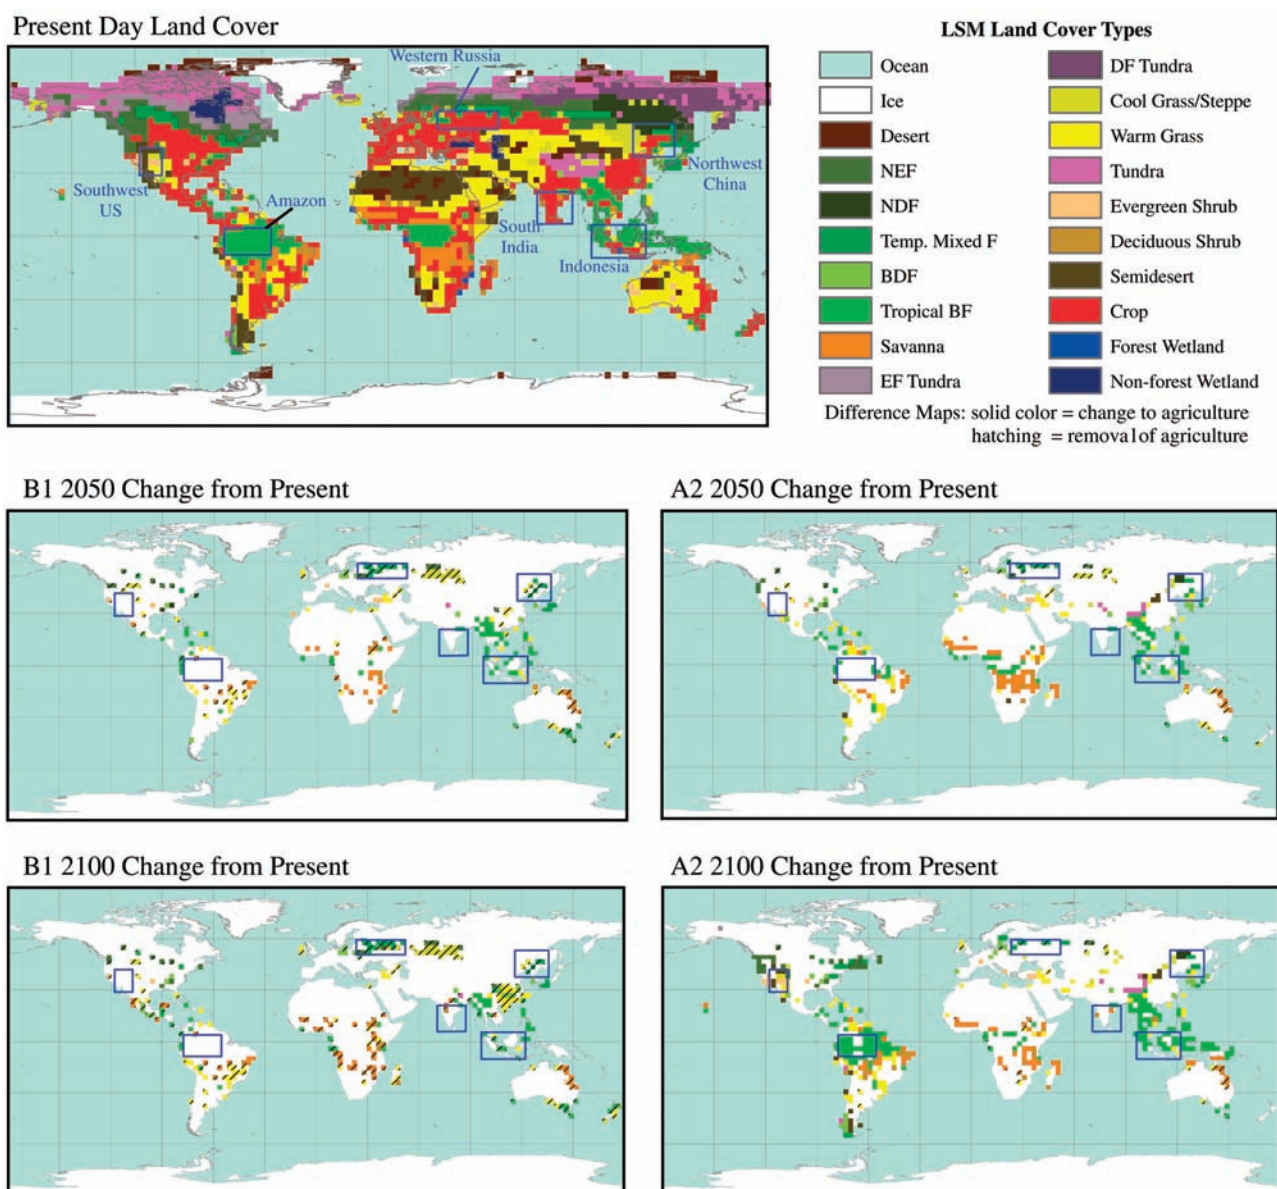 Present Day Land Cover
Western Russia
Northwest
China
Southwest
US
Amazon
South
India
Indonesia
LSM Land Cover Types
Ocean
Ice
Desert
NEF
NDF
Temp. Mixed F
BDF
Tropical BF
Savanna
EF Tundra
DF Tundra
Cool Grass/Steppe
Warm Grass
Tundra
Evergreen Shrub
Deciduous Shrub
Semidesert
Crop
Forest Wetland
Non-forest Wetland
Difference Maps: solid color = change to agriculture
hatching = removal of agriculture
B1 2050 Change from Present
A2 2050 Change from Present
B1 2100 Change from Present
A2 2100 Change from Present